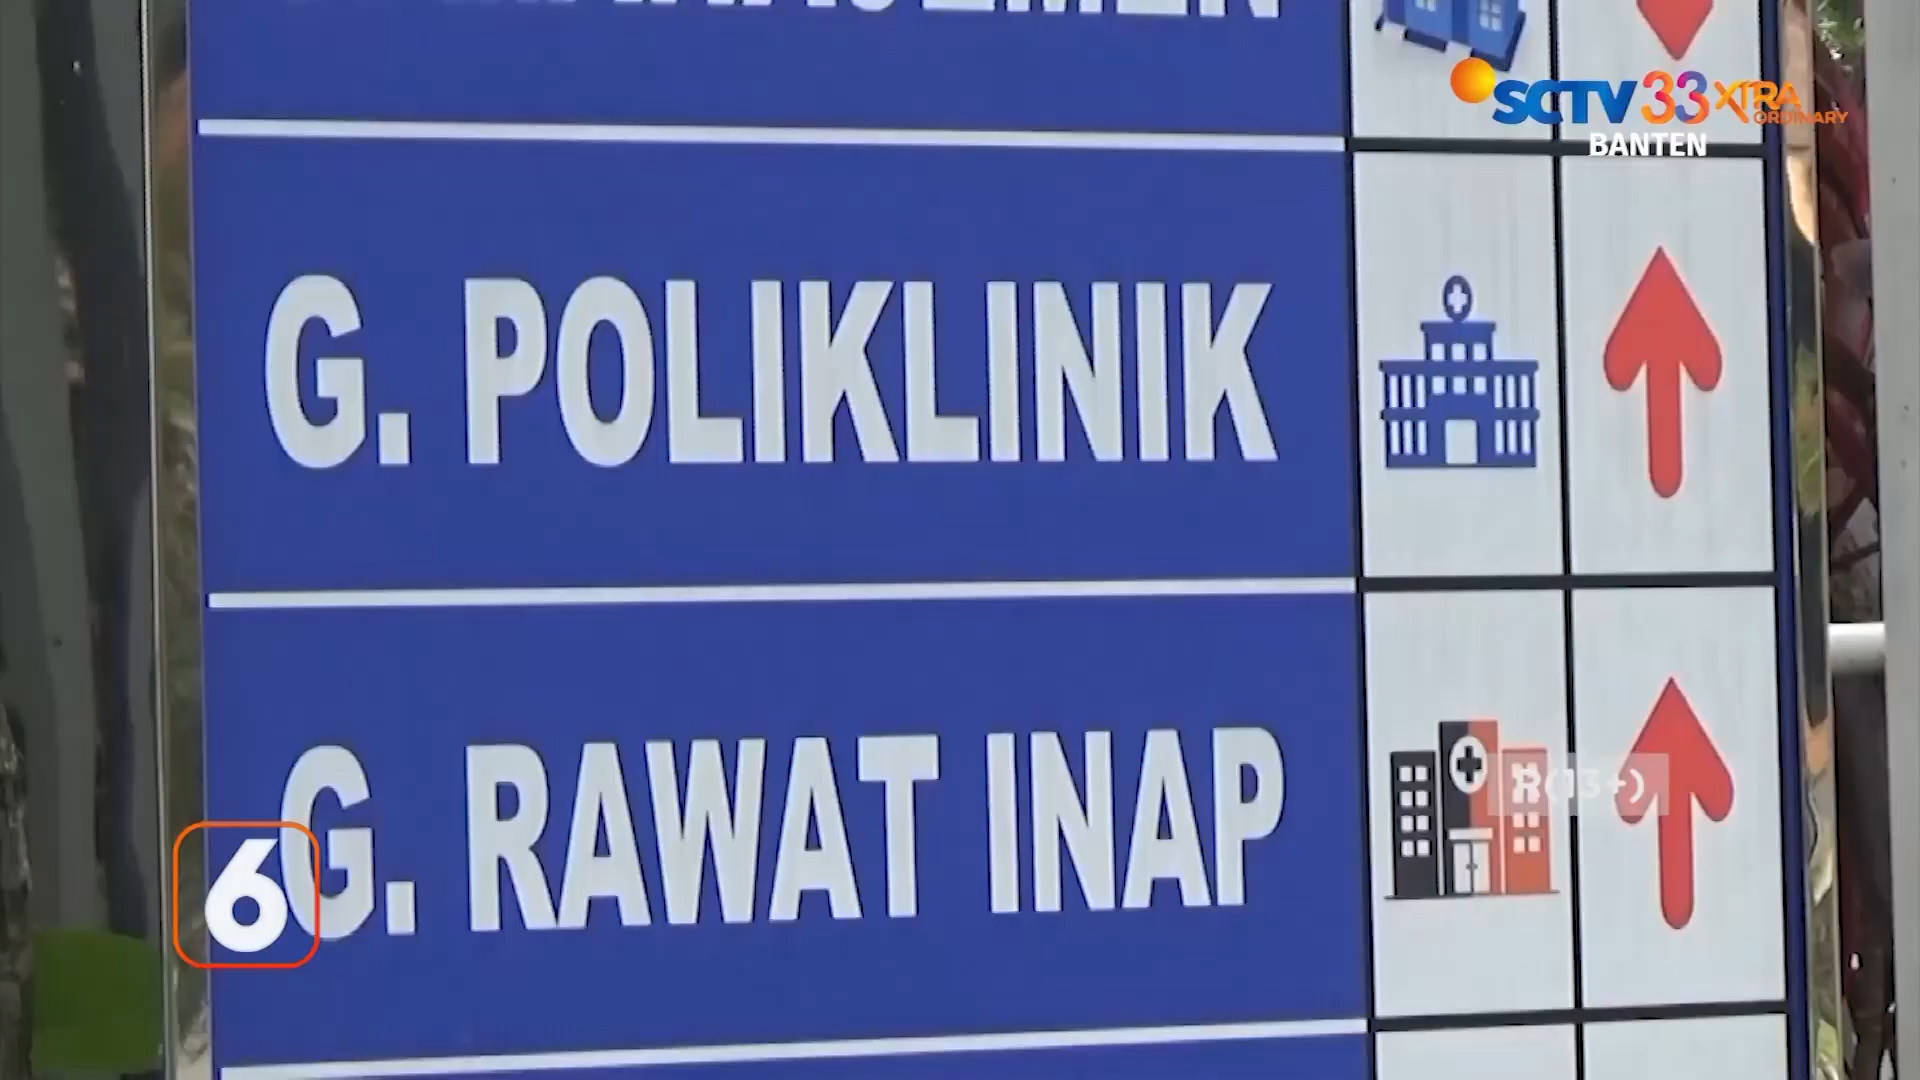 SCTV 33 XTRA ORDINARY
BANTEN
G. POLIKLINIK
G. RAWAT INAP
R(13+)
6